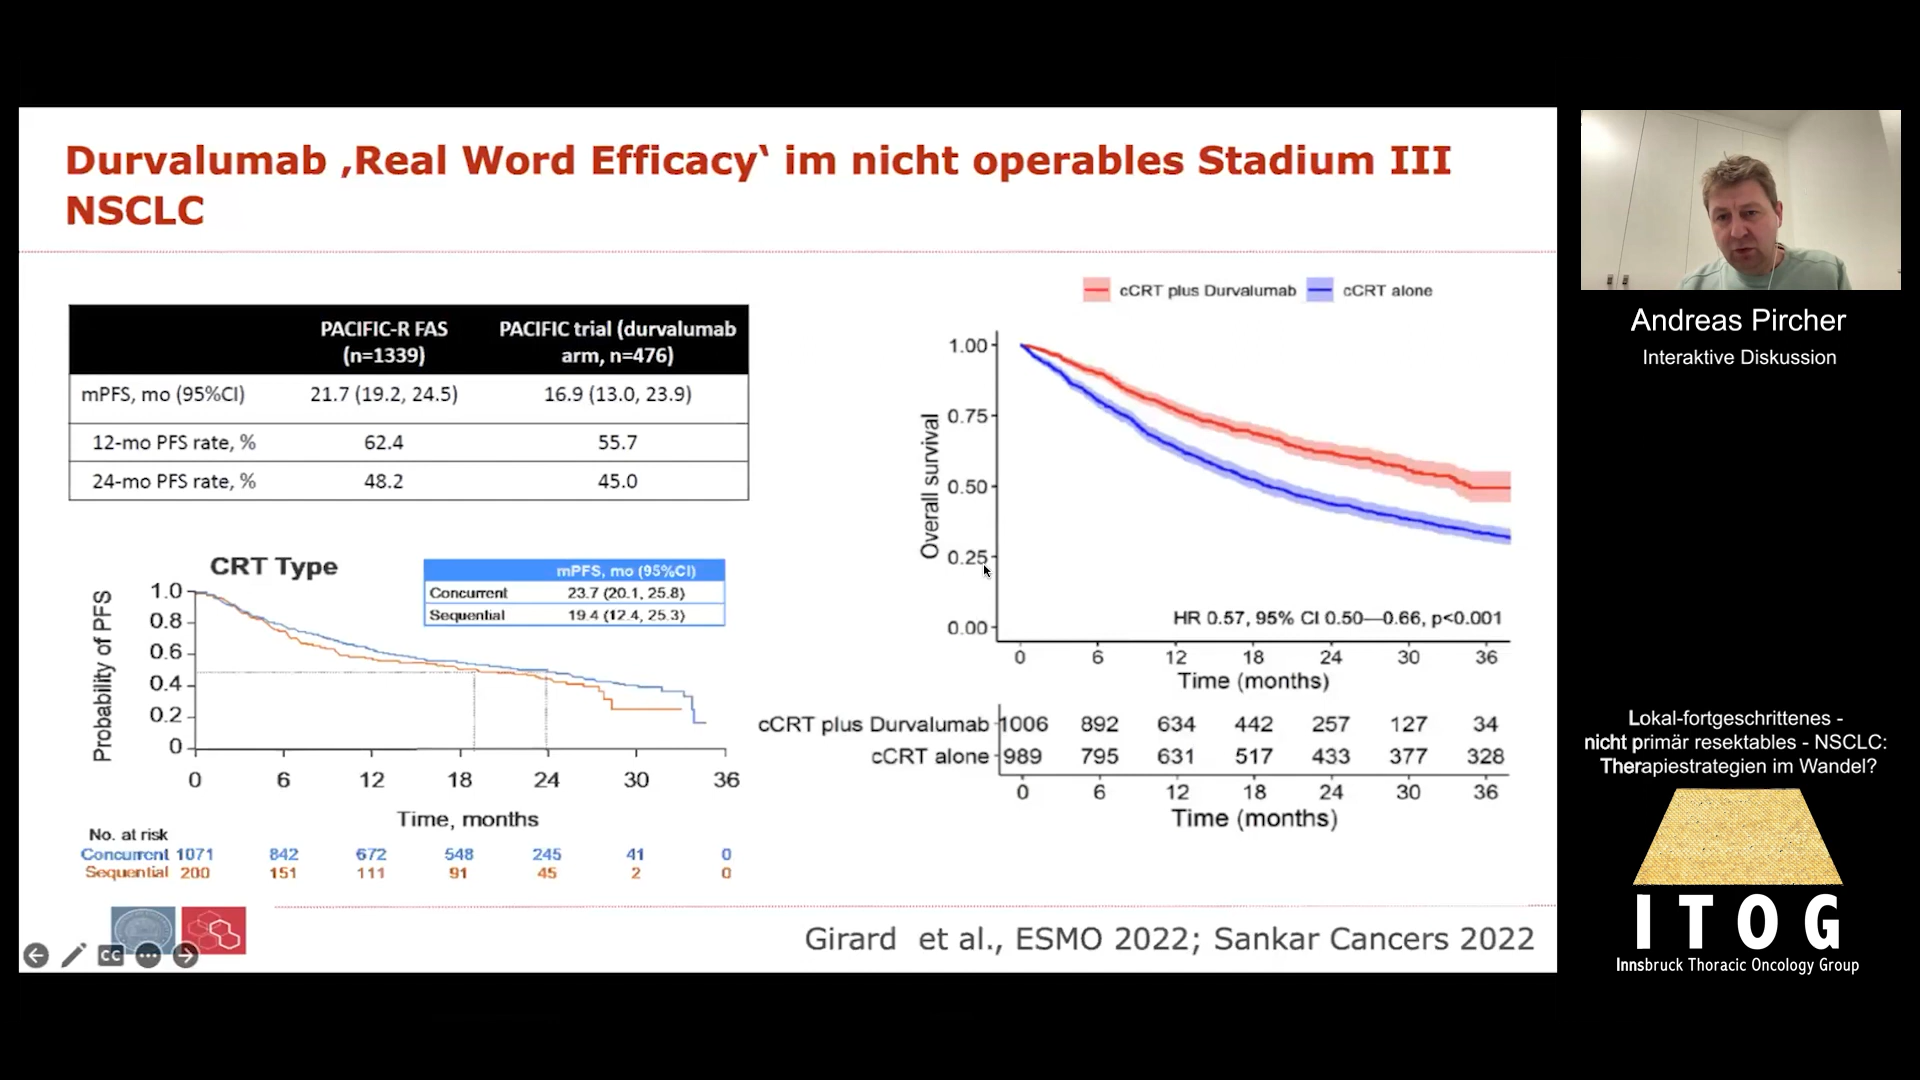 Durvalumab ‚Real Word Efficacy‘ im nicht operables Stadium III
NSCLC
PACIFIC-R FAS
(n=1339)
PACIFIC trial (durvalumab
arm, n=476)
mPFS, mo (95%CI) 21.7 (19.2, 24.5) 16.9 (13.0, 23.9)
12-mo PFS rate, % 62.4 55.7
24-mo PFS rate, % 48.2 45.0
CRT Type
mPFS, mo (95%CI)
Concurrent 23.7 (20.1, 25.8)
Sequential 19.4 (12.4, 25.3)
Probability of PFS
1.0
0.8
0.6
0.4
0.2
0
0 6 12 18 24 30 36
Time, months
No. at risk
Concurrent 1071 842 672 548 245 41 0
Sequential 200 151 111 91 45 2 0
cCRT plus Durvalumab cCRT alone
Overall survival
1.00
0.75
0.50
0.25
0.00
HR 0.57, 95% CI 0.50—0.66, p<0.001
0 6 12 18 24 30 36
Time (months)
cCRT plus Durvalumab 1006 892 634 442 257 127 34
cCRT alone 989 795 631 517 433 377 328
0 6 12 18 24 30 36
Time (months)
Girard et al., ESMO 2022; Sankar Cancers 2022
CC
Andreas Pircher
Interaktive Diskussion
Lokal-fortgeschrittenes -
nicht primär resektables - NSCLC:
Therapiestrategien im Wandel?
ITOG
Innsbruck Thoracic Oncology Group